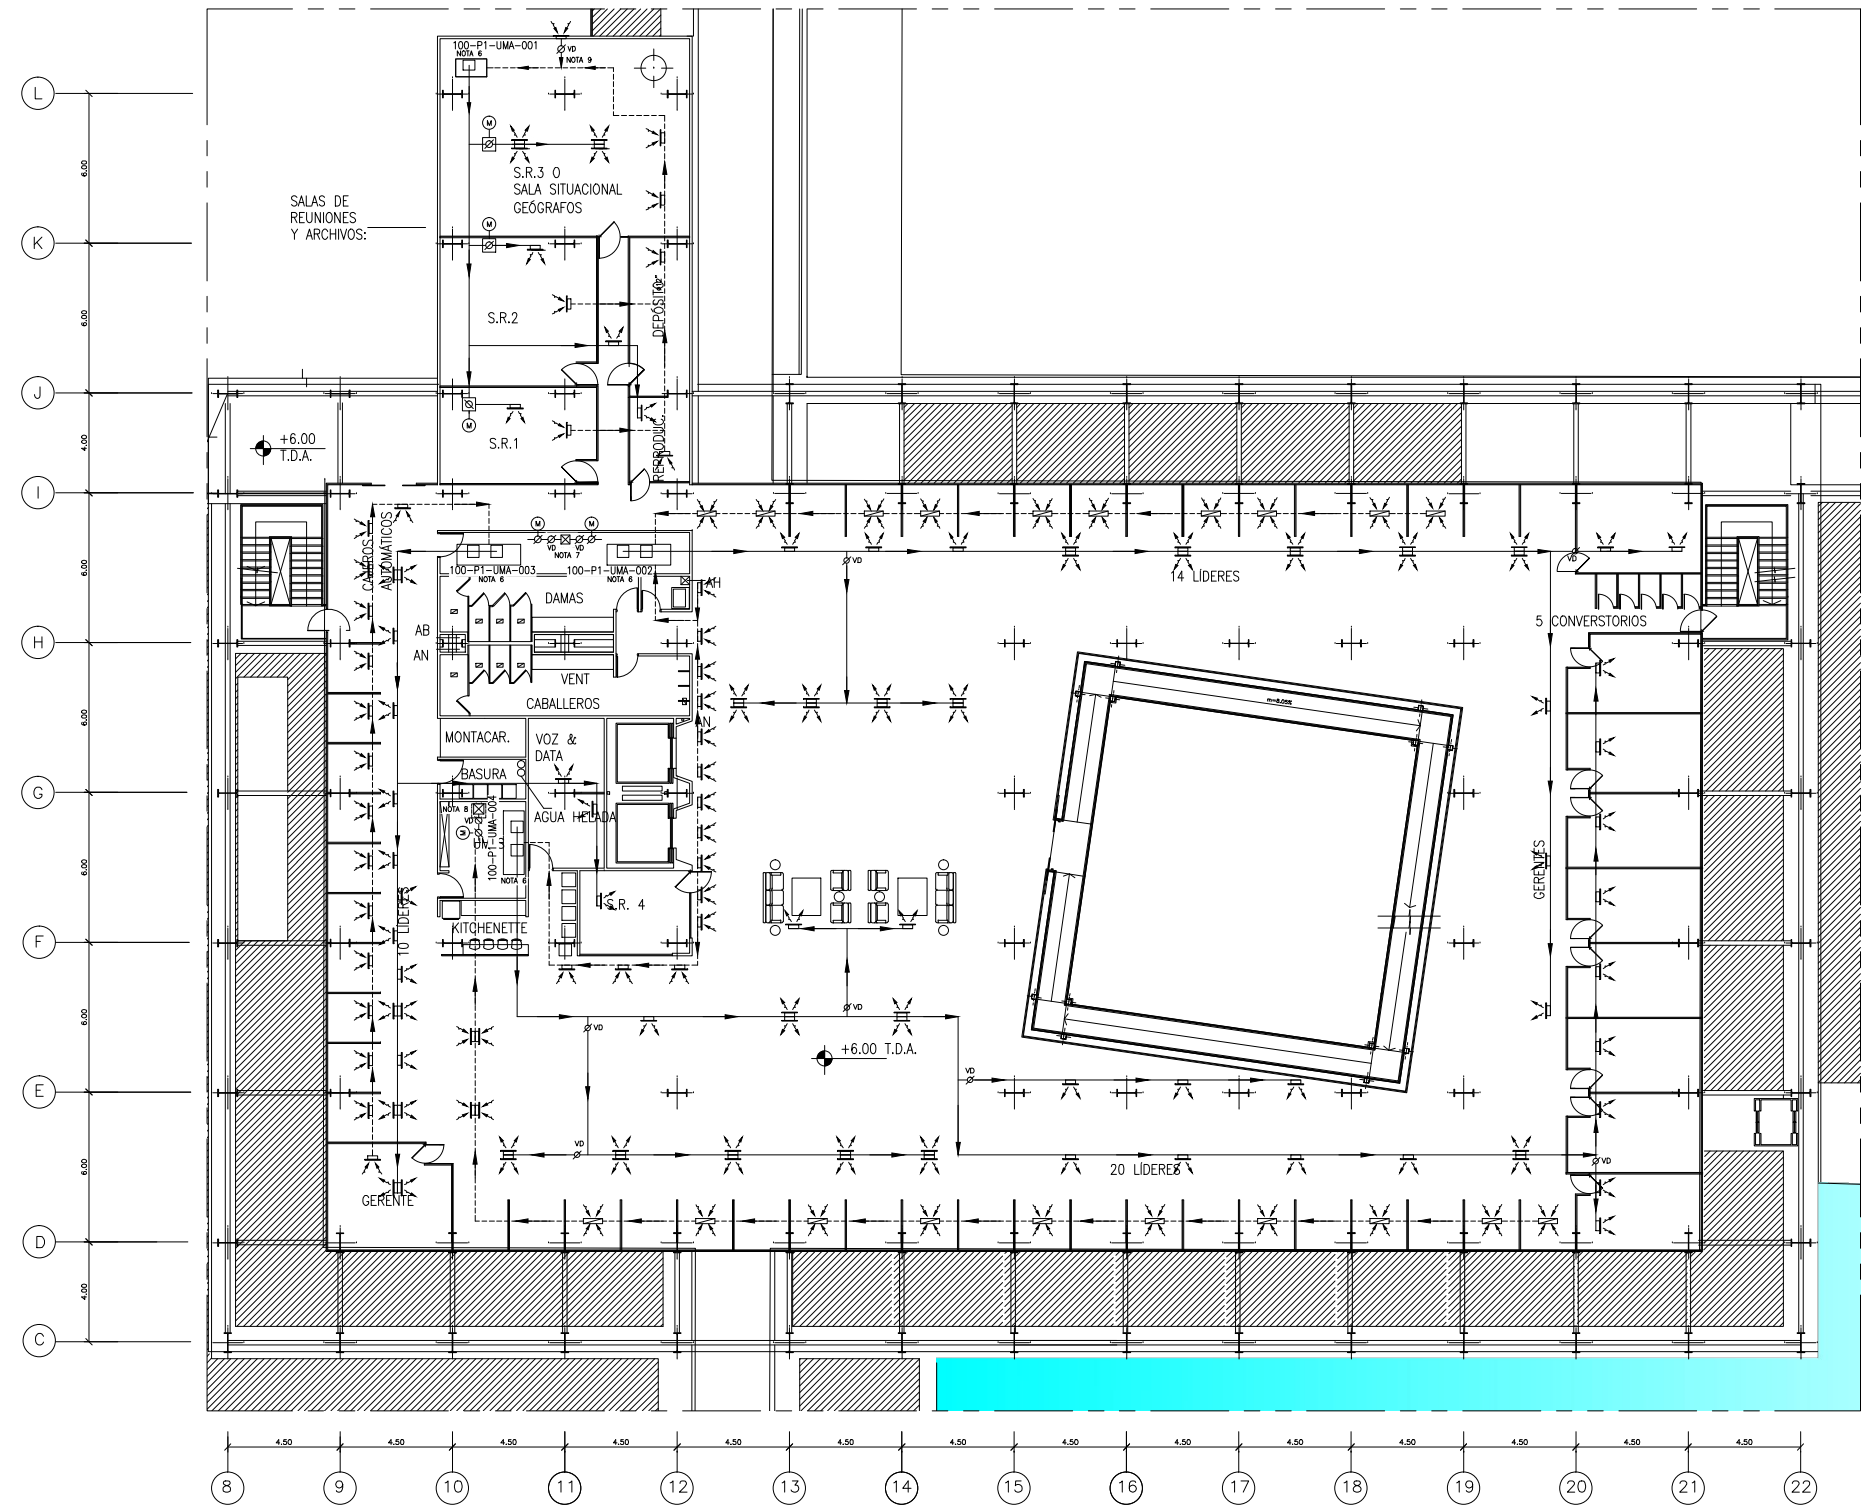 100-P1-UMA-001
NOTA 6
VD
NOTA 9
L
M
6.00
S.R.3 O
SALA SITUACIONAL
GEÓGRAFOS
SALAS DE
REUNIONES
Y ARCHIVOS:
K
M
DEPÓSITO
6.00
S.R.2
J
M
+6.00
T.D.A.
S.R.1
REPRODUC.
4.00
I
CAJEROS
AUTOMÁTICOS
M
M
VD
VD
NOTA 7
VD
VD
100-P1-UMA-003
NOTA 6
100-P1-UMA-002
NOTA 6
14 LÍDERES
6.00
AH
DAMAS
AB
AN
5 CONVERSTORIOS
H
VENT
CABALLEROS
m=8.05%
6.00
AN
MONTACAR.
VOZ &
DATA
BASURA
G
NOTA 8
VD
M
100-P1-UMA-004
NOTA 6
AGUA HELADA
GERENTES
6.00
10 LÍDERES
S.R. 4
KITCHENETTE
F
VD
VD
6.00
+6.00 T.D.A.
VD
E
VD
VD
20 LÍDERES
6.00
GERENTE
D
4.00
C
4.50
4.50
4.50
4.50
4.50
4.50
4.50
4.50
4.50
4.50
4.50
4.50
4.50
4.50
8
9
10
11
12
13
14
15
16
17
18
19
20
21
22